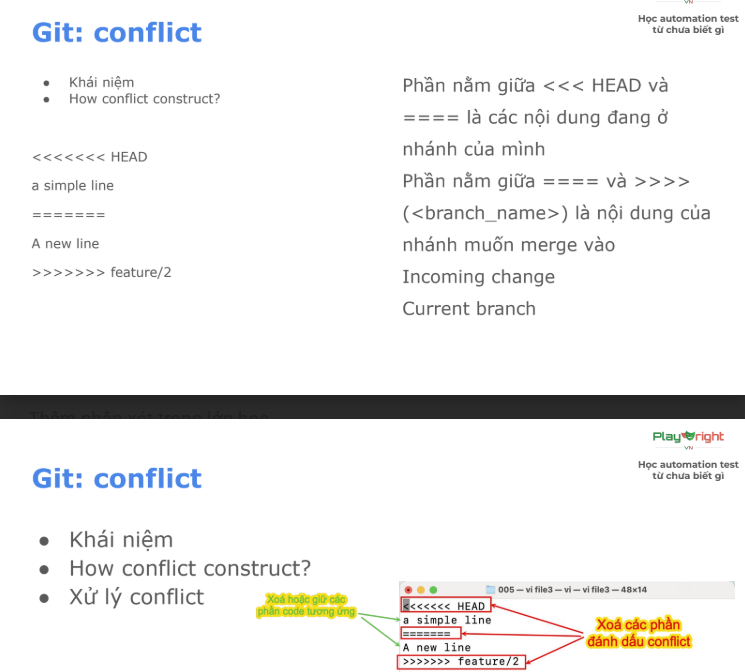 VN
Học automation test
từ chưa biết gì
Git: conflict
● Khái niệm
● How conflict construct?
<<<<<<< HEAD
a simple line
=======
A new line
>>>>>>> feature/2
Phần nằm giữa <<< HEAD và
==== là các nội dung đang ở
nhánh của mình
Phần nằm giữa ==== và >>>>
(<branch_name>) là nội dung của
nhánh muốn merge vào
Incoming change
Current branch
Playwright
VN
Học automation test
từ chưa biết gì
Git: conflict
● Khái niệm
● How conflict construct?
● Xử lý conflict
Xoá hoặc giữ các
phần code tương ứng
005 — vi file3 — vi — vi file3 — 48×14
<<<<<<< HEAD
a simple line
=======
A new line
>>>>>>> feature/2
Xoá các phần
đánh dấu conflict